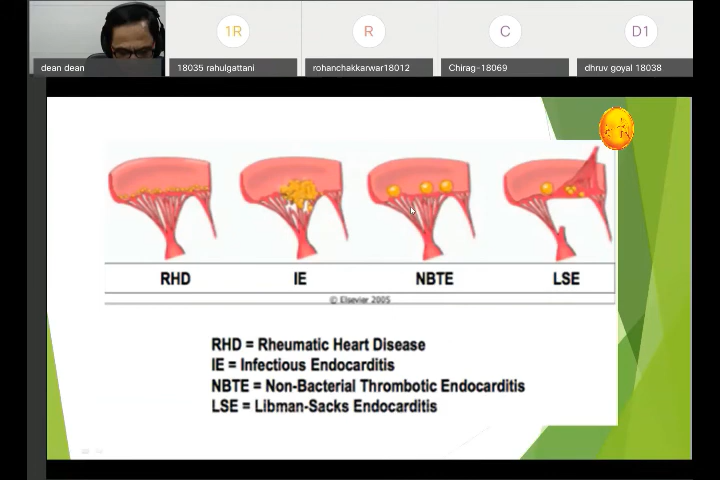 1R
R
C
D1
dean dean
18035 rahulgattani
rohanchakkarwar18012
Chirag-18069
dhruv goyal 18038
RHD
IE
NBTE
LSE
© Elsevier 2005
RHD = Rheumatic Heart Disease
IE = Infectious Endocarditis
NBTE = Non-Bacterial Thrombotic Endocarditis
LSE = Libman-Sacks Endocarditis